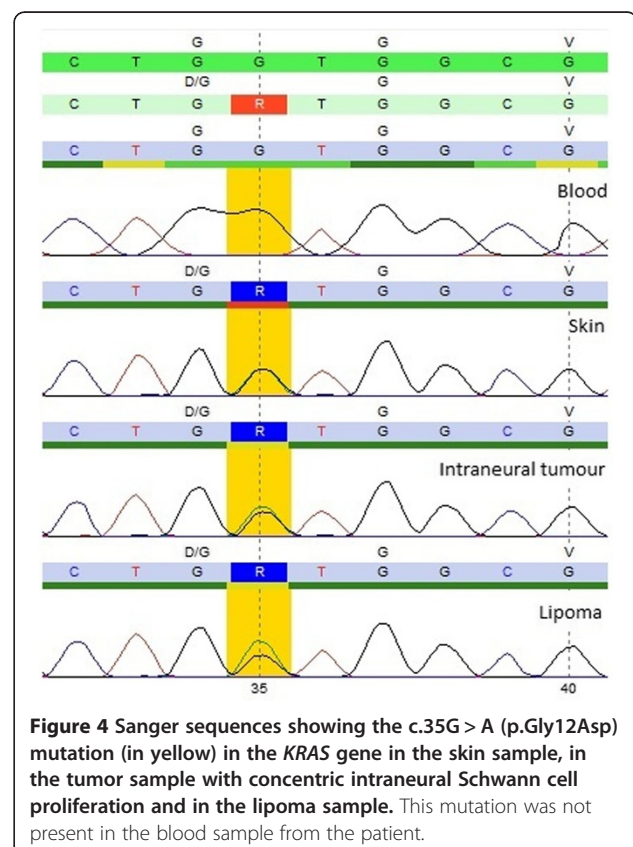 G G V
C T G G T G G C G
D/G G V
C T G R T G G C G
G G V
C T G G T G G C G
Blood
D/G G V
C T G R T G G C G
Skin
D/G G V
C T G R T G G C G
Intraneural tumour
D/G G V
C T G R T G G C G
Lipoma
35 40
Figure 4 Sanger sequences showing the c.35G > A (p.Gly12Asp)
mutation (in yellow) in the KRAS gene in the skin sample, in
the tumor sample with concentric intraneural Schwann cell
proliferation and in the lipoma sample. This mutation was not
present in the blood sample from the patient.